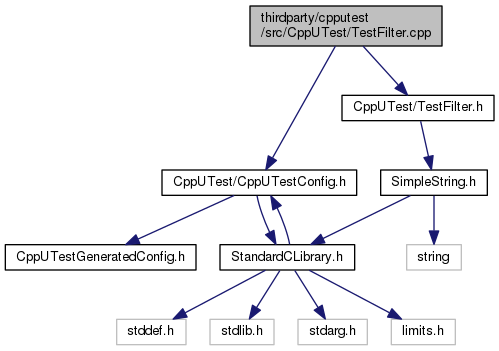 thirdparty/cpputest
/src/CppUTest/TestFilter.cpp
CppUTest/TestFilter.h
CppUTest/CppUTestConfig.h
SimpleString.h
CppUTestGeneratedConfig.h
StandardCLibrary.h
string
stddef.h
stdlib.h
stdarg.h
limits.h